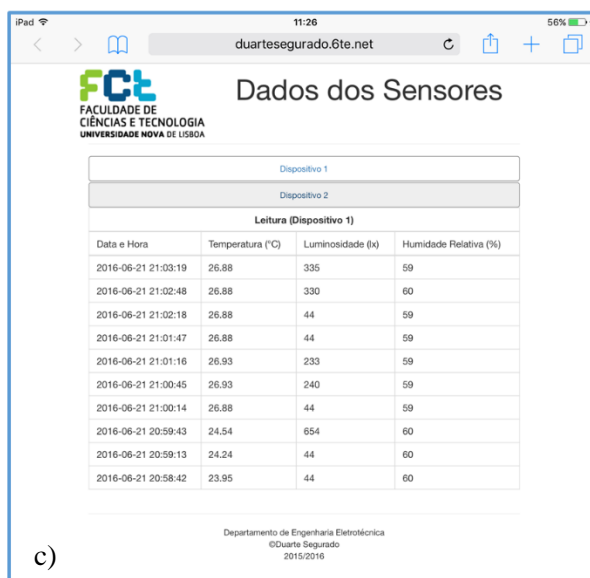 iPad 11:26 56%
duartesegurado.6te.net
FCt
FACULDADE DE
CIÊNCIAS E TECNOLOGIA
UNIVERSIDADE NOVA DE LISBOA
Dados dos Sensores
Dispositivo 1
Dispositivo 2
Leitura (Dispositivo 1)
Data e Hora Temperatura (°C) Luminosidade (lx) Humidade Relativa (%)
2016-06-21 21:03:19 26.88 335 59
2016-06-21 21:02:48 26.88 330 60
2016-06-21 21:02:18 26.88 44 59
2016-06-21 21:01:47 26.88 44 59
2016-06-21 21:01:16 26.93 233 59
2016-06-21 21:00:45 26.93 240 59
2016-06-21 21:00:14 26.88 44 59
2016-06-21 20:59:43 24.54 654 60
2016-06-21 20:59:13 24.24 44 60
2016-06-21 20:58:42 23.95 44 60
Departamento de Engenharia Eletrotécnica
©Duarte Segurado
2015/2016
c)